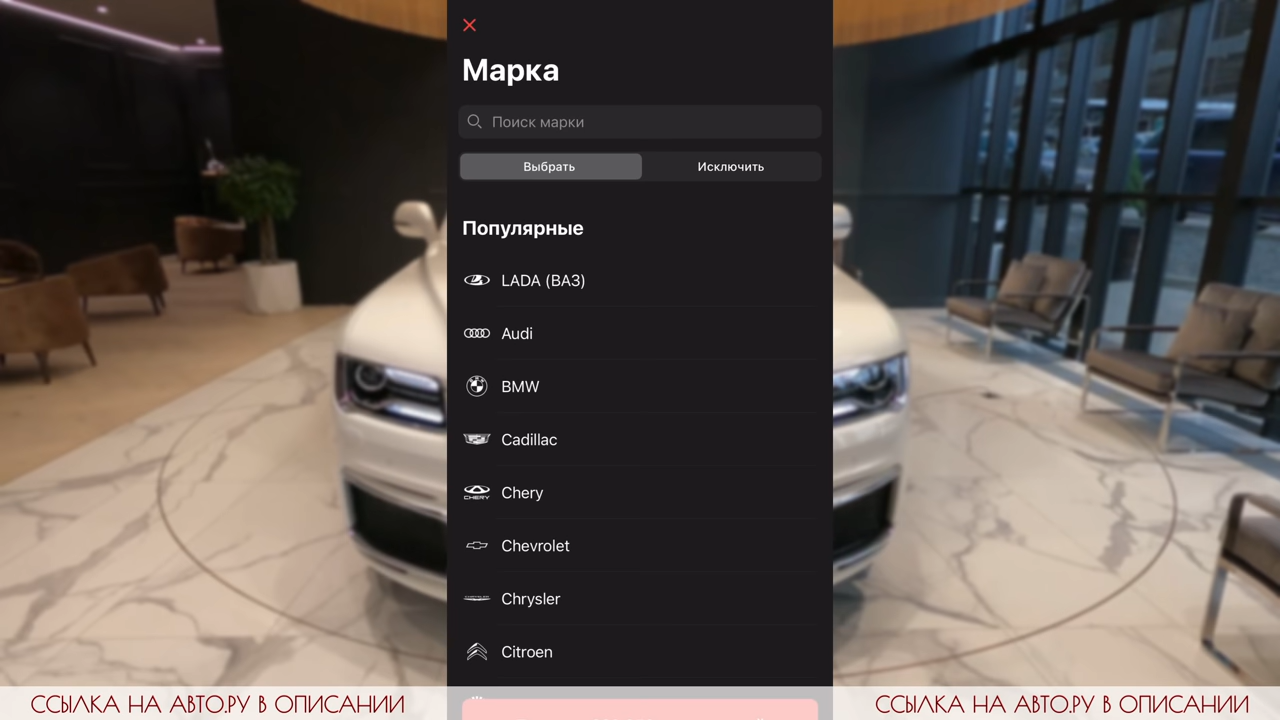 Марка
Поиск марки
Выбрать
Исключить
Популярные
LADA (ВАЗ)
Audi
BMW
Cadillac
CHERY
Chery
Chevrolet
Chrysler
Citroen
ССЫЛКА НА АВТО.РУ В ОПИСАНИИ
ССЫЛКА НА АВТО.РУ В ОПИСАНИИ